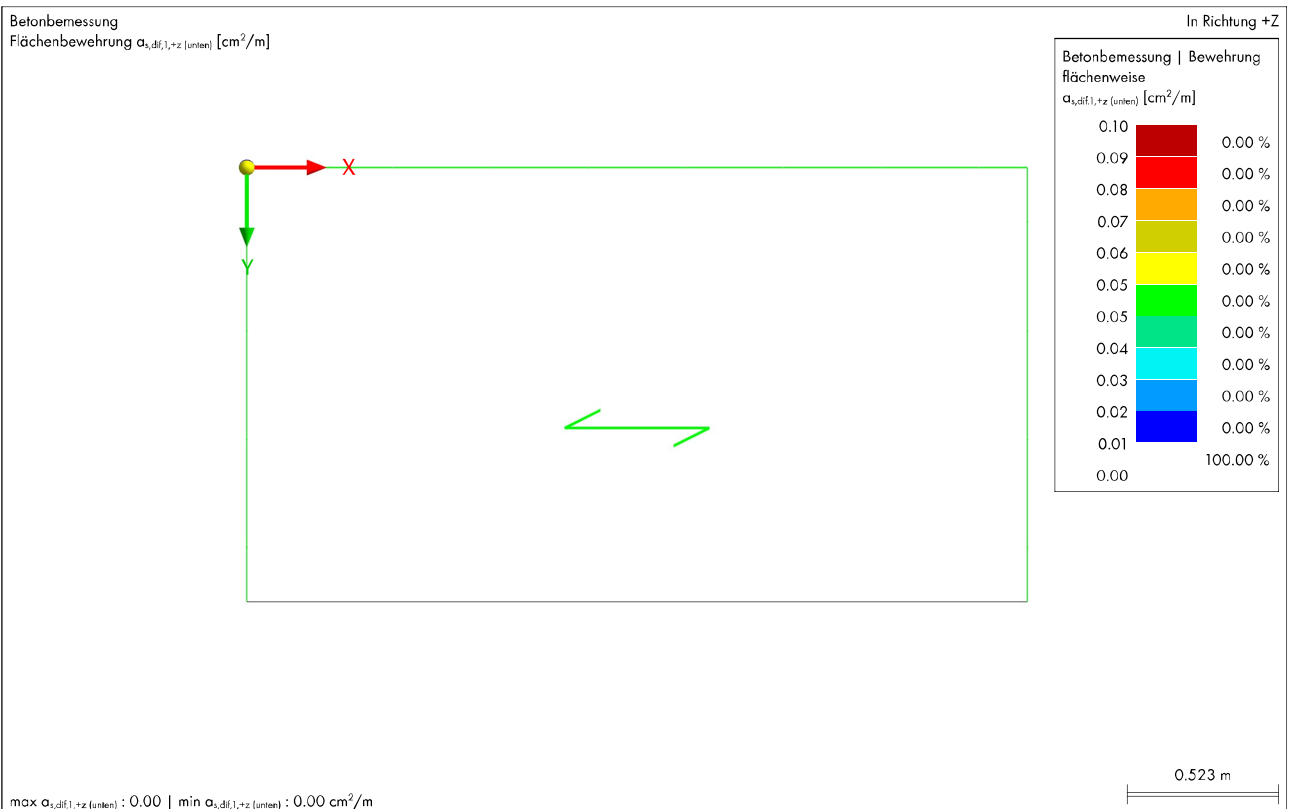 Betonbemessung
Flächenbewehrung as,dif,1,+z (unten) [cm²/m]
In Richtung +Z
Betonbemessung | Bewehrung
flächenweise
as,dif,1,+z (unten) [cm²/m]
0.10
0.00 %
0.09
0.00 %
0.08
0.00 %
0.07
0.00 %
0.06
0.00 %
0.05
0.00 %
0.05
0.00 %
0.04
0.00 %
0.03
0.00 %
0.02
0.00 %
0.01
100.00 %
0.00
X
Y
0.523 m
max as,dif,1,+z (unten) : 0.00 | min as,dif,1,+z (unten) : 0.00 cm²/m